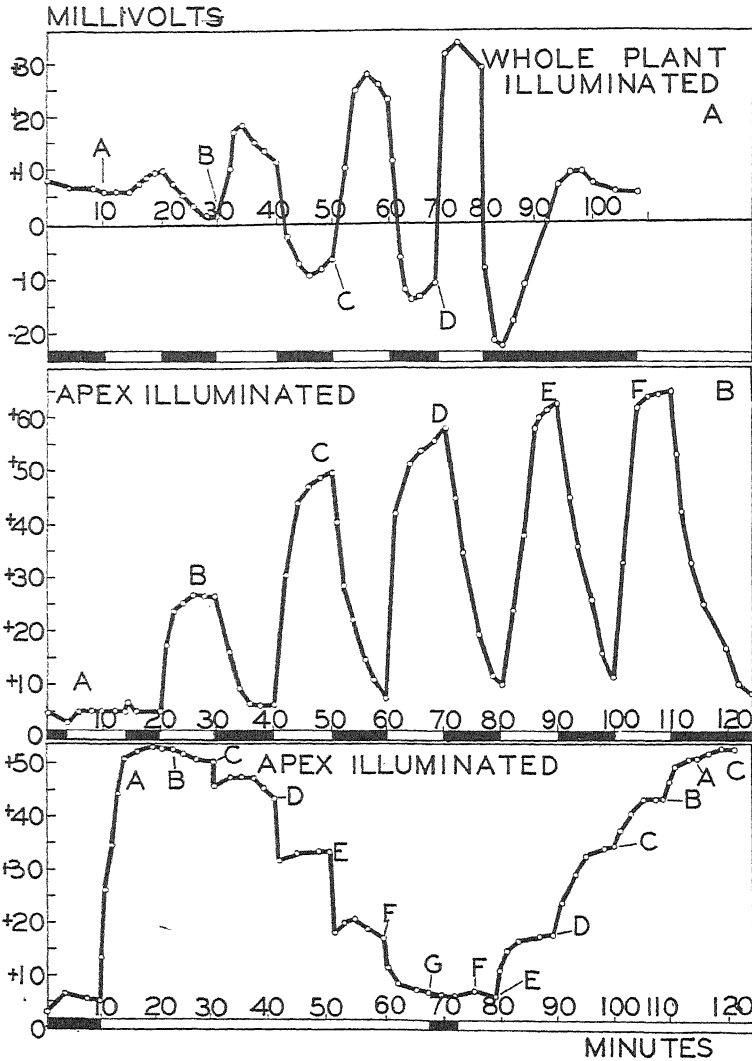 MILLIVOLTS
+30
WHOLE PLANT
ILLUMINATED
+20
A
A
B
+10
0
10 20 30 40 50 60 70 80 90 100
-10
C
D
-20
APEX ILLUMINATED
+60
D
E
F
B
+50
C
+40
+30
B
+20
+10
A
0
10 20 30 40 50 60 70 80 90 100 110 120
+50
A
B
C
APEX ILLUMINATED
A
C
+40
D
B
+30
E
C
+20
F
D
+10
G
F
E
0
10 20 30 40 50 60 70 80 90 100 110 120
MINUTES